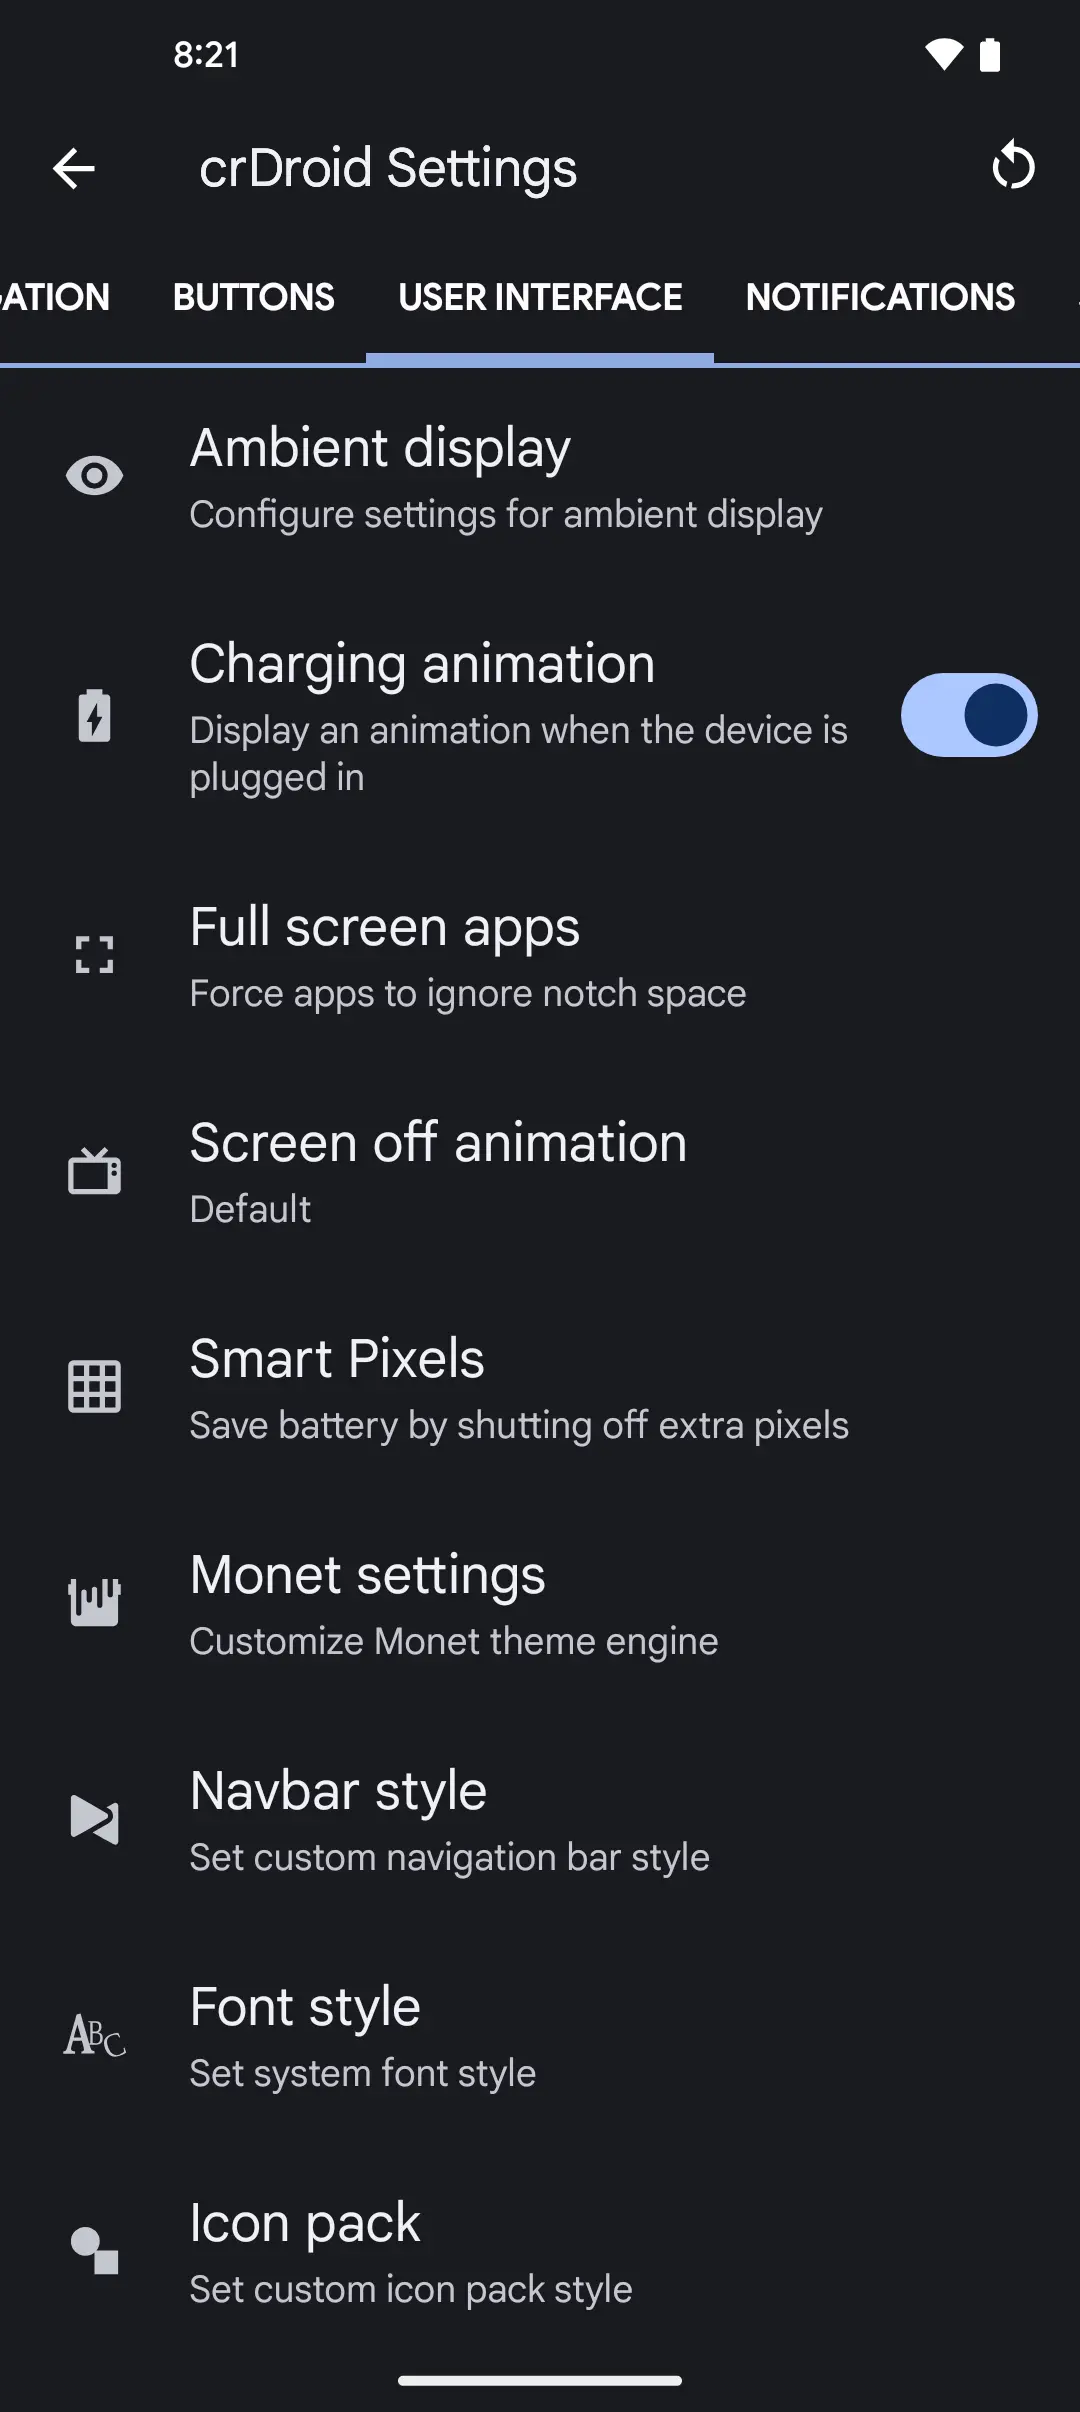 8:21
crDroid Settings
GATION BUTTONS USER INTERFACE NOTIFICATIONS
Ambient display
Configure settings for ambient display
Charging animation
Display an animation when the device is
plugged in
Full screen apps
Force apps to ignore notch space
Screen off animation
Default
Smart Pixels
Save battery by shutting off extra pixels
Monet settings
Customize Monet theme engine
Navbar style
Set custom navigation bar style
ABC
Font style
Set system font style
Icon pack
Set custom icon pack style